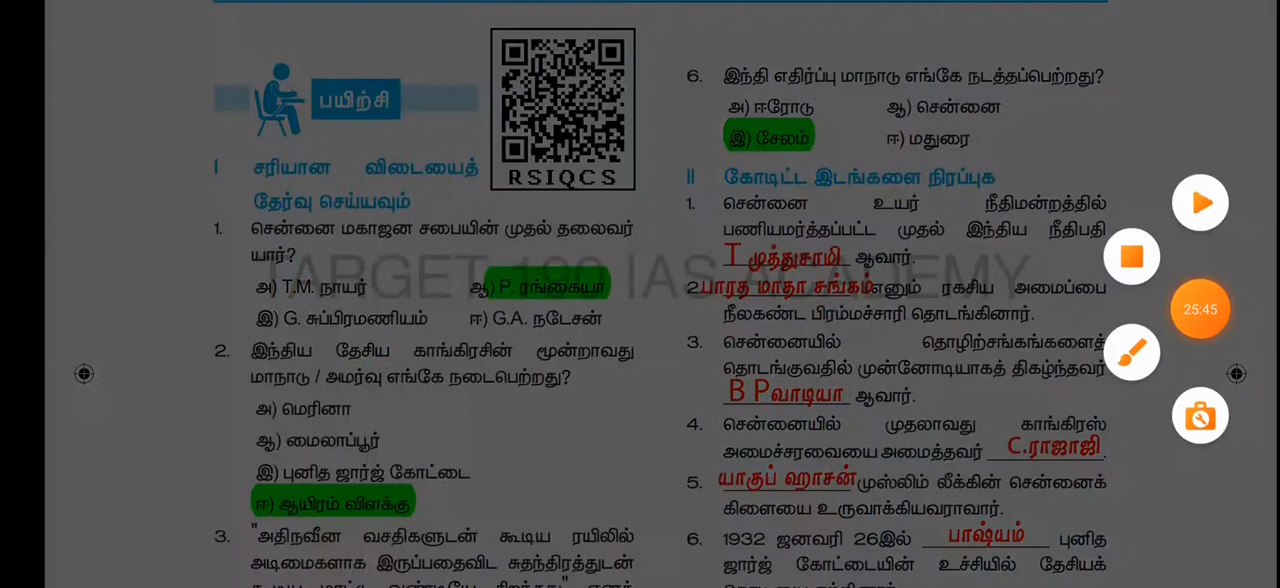 பயிற்சி
RSIQCS
I சரியான விடையைத்
தேர்வு செய்யவும்
1. சென்னை மகாஜன சபையின் முதல் தலைவர்
யார்?
அ) T.M. நாயர் ஆ) P. ரங்கையா
இ) G. சுப்பிரமணியம் ஈ) G.A. நடேசன்
2. இந்திய தேசிய காங்கிரசின் மூன்றாவது
மாநாடு / அமர்வு எங்கே நடைபெற்றது?
அ) மெரினா
ஆ) மைலாப்பூர்
இ) புனித ஜார்ஜ் கோட்டை
ஈ) ஆயிரம் விளக்கு
3. "அதிநவீன வசதிகளுடன் கூடிய ரயிலில்
அடிமைகளாக இருப்பதைவிட சுதந்திரத்துடன்
6. இந்தி எதிர்ப்பு மாநாடு எங்கே நடத்தப்பெற்றது?
அ) ஈரோடு ஆ) சென்னை
இ) சேலம் ஈ) மதுரை
II கோடிட்ட இடங்களை நிரப்புக
1. சென்னை உயர் நீதிமன்றத்தில்
பணியமர்த்தப்பட்ட முதல் இந்திய நீதிபதி
T முத்துசாமி ஆவார்.
2. பாரத மாதா சங்கம் எனும் ரகசிய அமைப்பை
நீலகண்ட பிரம்மச்சாரி தொடங்கினார்.
3. சென்னையில் தொழிற்சங்கங்களைத்
தொடங்குவதில் முன்னோடியாகத் திகழ்ந்தவர்
B Pவாடியா ஆவார்.
4. சென்னையில் முதலாவது காங்கிரஸ்
அமைச்சரவையை அமைத்தவர் C.ராஜாஜி.
5. யாகுப் ஹாசன் முஸ்லிம் லீக்கின் சென்னைக்
கிளையை உருவாக்கியவராவார்.
6. 1932 ஜனவரி 26இல் பாஷ்யம் புனித
ஜார்ஜ் கோட்டையின் உச்சியில் தேசியக்
TARGET 190 IAS ACADEMY
25:45